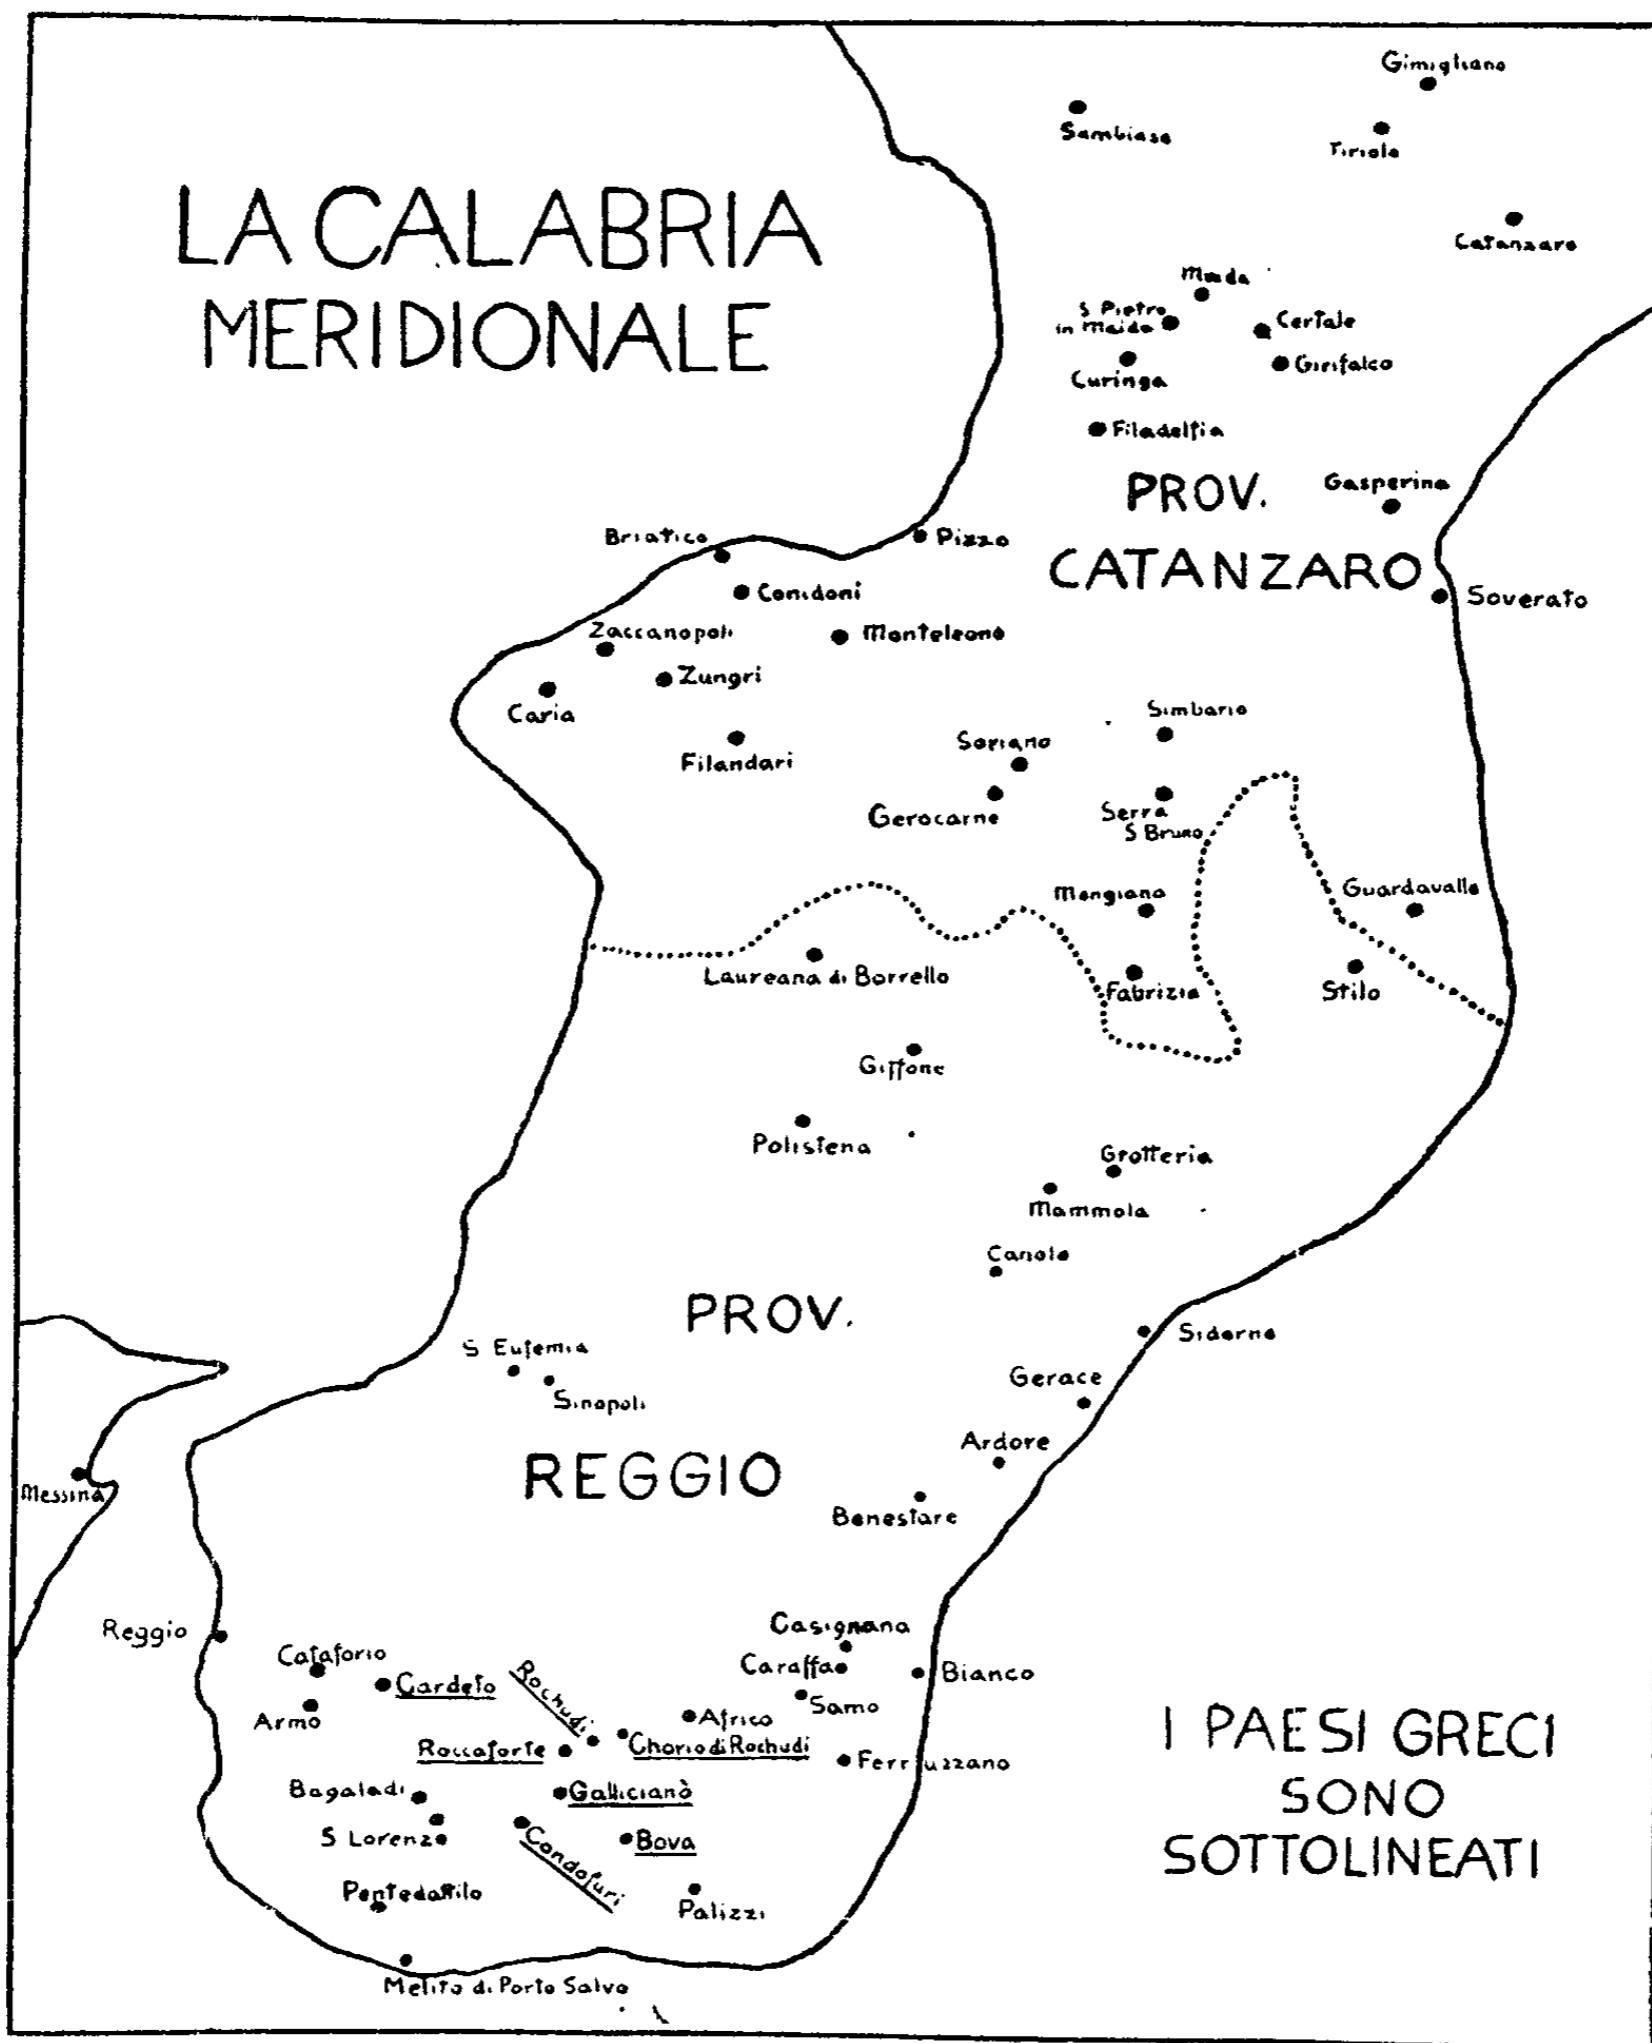 LA CALABRIA
MERIDIONALE
Gimigliano
Sambiase
Tiriolo
Catanzaro
Maida
S Pietro
in Maida
Certale
Curinga
Girifalco
Filadelfia
PROV.
CATANZARO
Gasperina
Briatico
Pizzo
Conidoni
Soverato
Zaccanopoli
Monteleone
Zungri
Caria
Filandari
Simbario
Soriano
Gerocarne
Serra
S Bruno
Mongiana
Guardavalle
Laureana di Borrello
Fabrizia
Stilo
Giffone
Polistena
Grotteria
Mammola
Canolo
PROV.
REGGIO
S Eufemia
Sinopoli
Siderno
Gerace
Ardore
Benestare
Messina
Reggio
Cataforio
Cardeto
Armo
Rochudi
Casignana
Caraffa
Bianco
Samo
Africo
Roccaforte
Chorio di Rochudi
Ferruzzano
Bagaladi
Gallicianò
S Lorenzo
Condofuri
Bova
Pentedattilo
Palizzi
Melito di Porto Salvo
I PAESI GRECI
SONO
SOTTOLINEATI